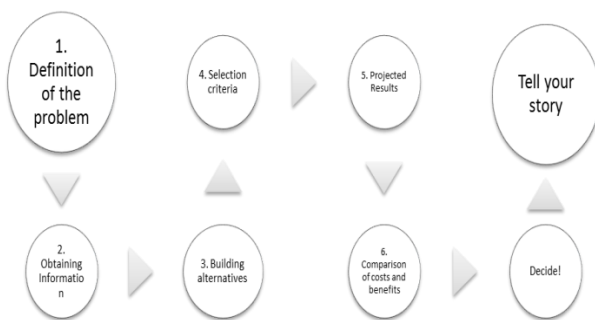 1.
Definition
of the
problem
2.
Obtaining
Informatio
n
3. Building
alternatives
4. Selection
criteria
5. Projected
Results
6.
Comparison
of costs and
benefits
Decide!
Tell your
story